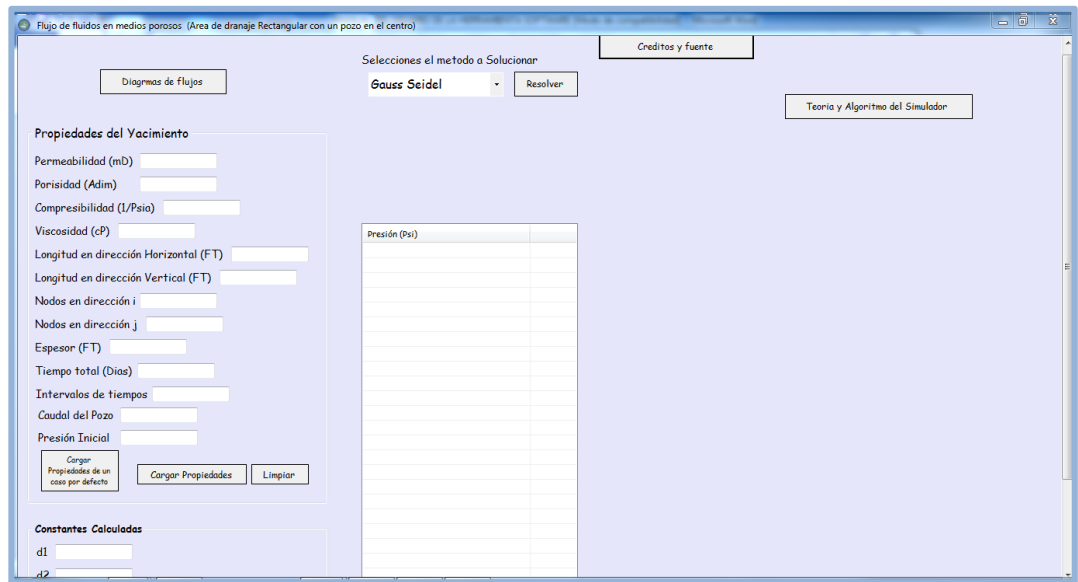 Flujo de fluidos en medios porosos (Area de dranaje Rectangular con un pozo en el centro)
Creditos y fuente
Selecciones el metodo a Solucionar
Diagrmas de flujos
Gauss Seidel
Resolver
Teoria y Algoritmo del Simulador
Propiedades del Yacimiento
Permeabilidad (mD)
Porisidad (Adim)
Compresibilidad (1/Psia)
Viscosidad (cP)
Presión (Psi)
Longitud en dirección Horizontal (FT)
Longitud en dirección Vertical (FT)
Nodos en dirección i
Nodos en dirección j
Espesor (FT)
Tiempo total (Dias)
Intervalos de tiempos
Caudal del Pozo
Presión Inicial
Cargar
Propiedades de un
caso por defecto
Cargar Propiedades
Limpiar
Constantes Calculadas
d1
d2